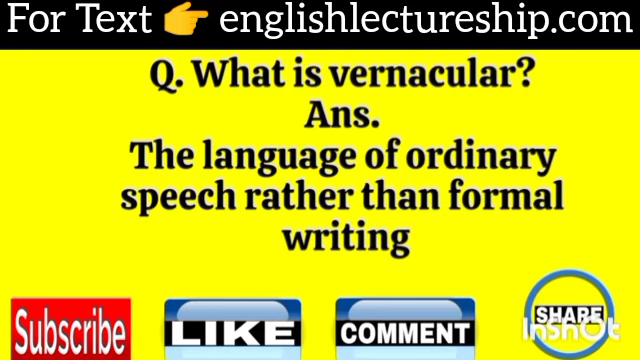 For Text 👉 englishlectureship.com
Q. What is vernacular?
Ans.
The language of ordinary
speech rather than formal
writing
Subscribe
LIKE
COMMENT
SHARE
InShOt